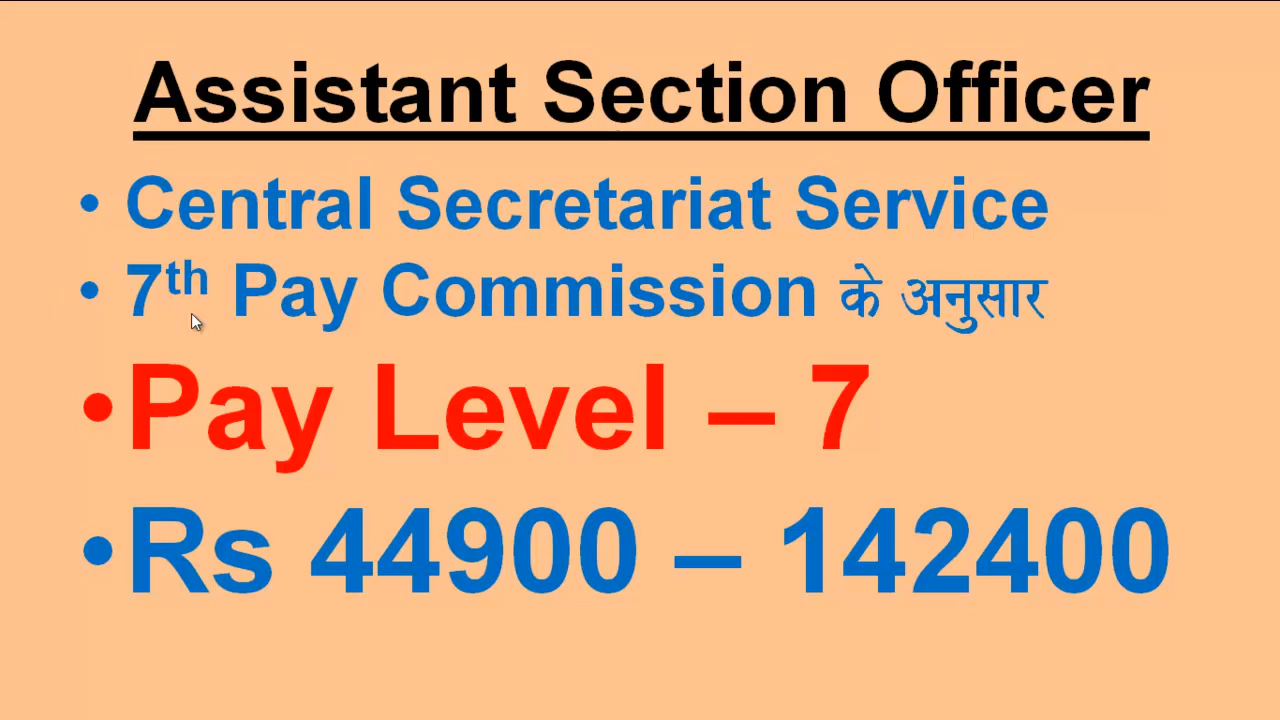 Assistant Section Officer
• Central Secretariat Service
• 7th Pay Commission के अनुसार
• Pay Level – 7
• Rs 44900 – 142400